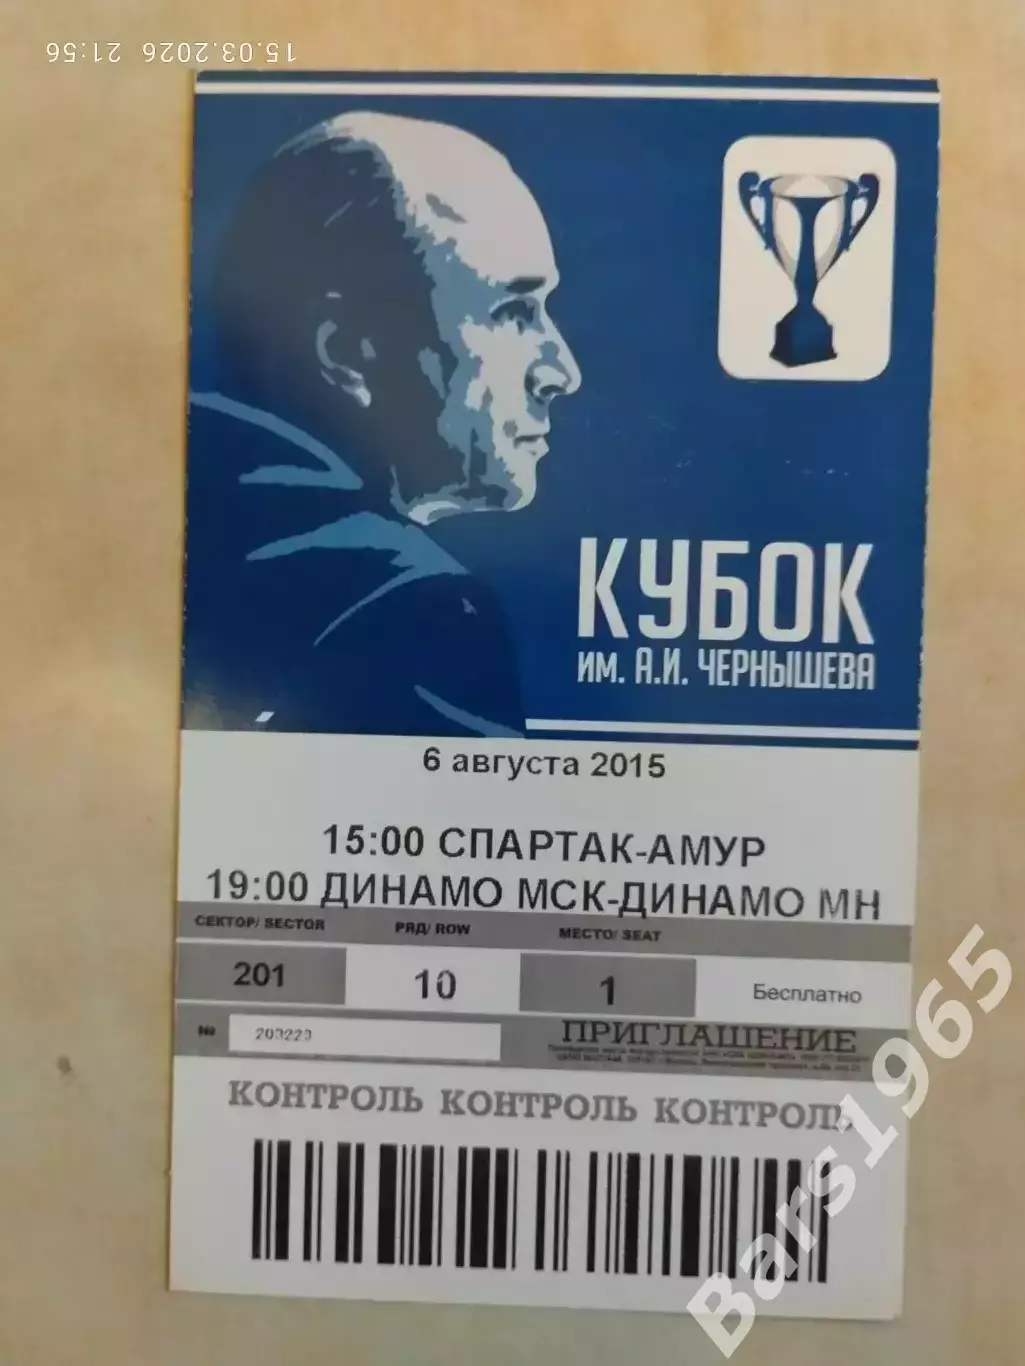 15.03.2026 21:56
КУБОК
ИМ. А.И. ЧЕРНЫШЕВА
6 августа 2015
15:00 СПАРТАК-АМУР
19:00 ДИНАМО МСК-ДИНАМО МН
СЕКТОР/ SECTOR РЯД/ ROW МЕСТО/ SEAT
201 10 1 Бесплатно
203223 ПРИГЛАШЕНИЕ
КОНТРОЛЬ КОНТРОЛЬ КОНТРОЛЬ
Bars1965